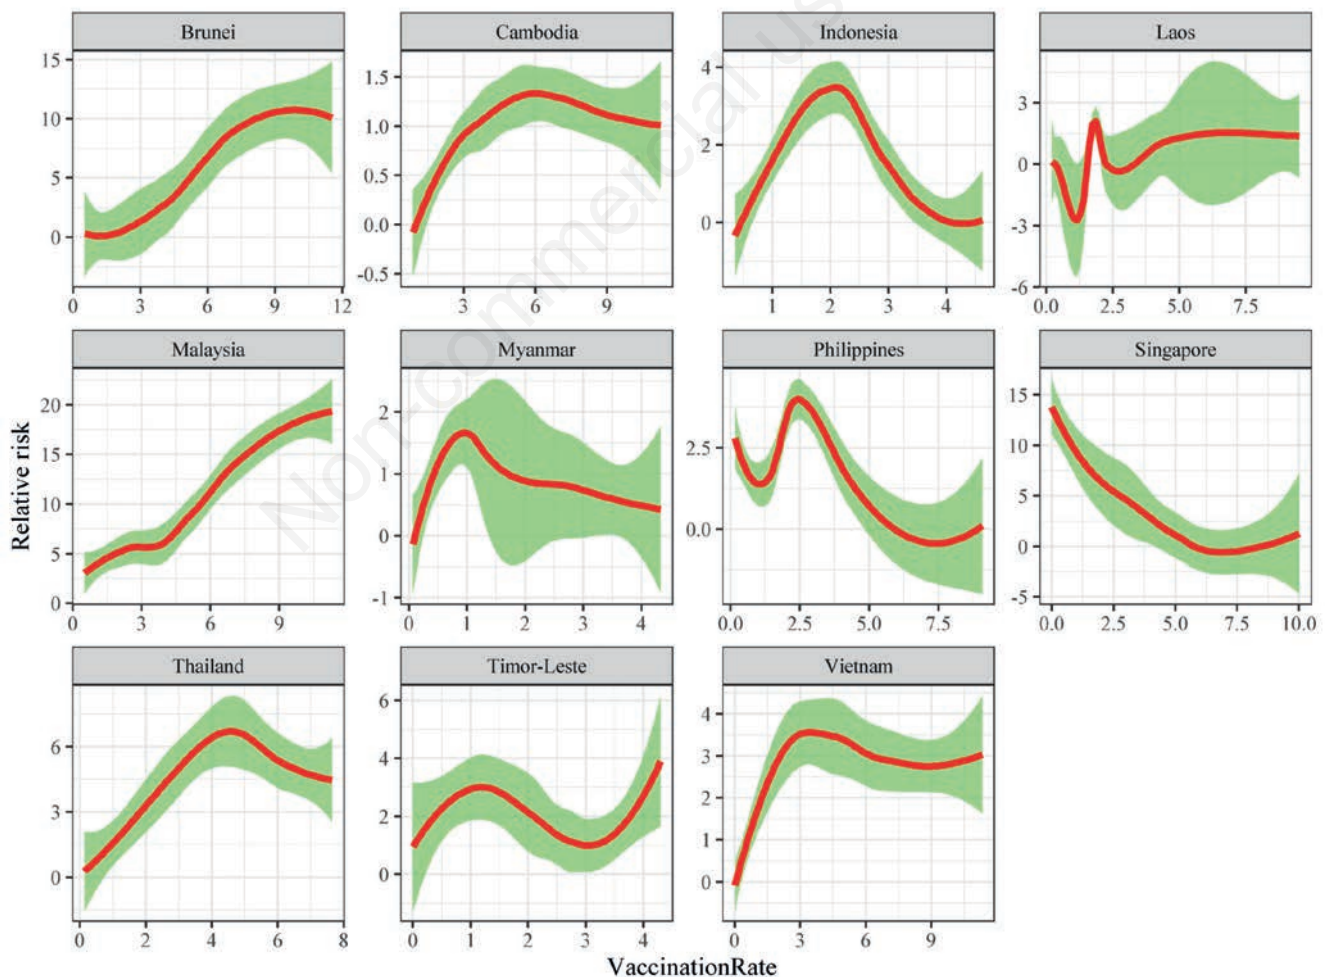 Brunei
Cambodia
Indonesia
Laos
15
10
5
0
0 3 6 9 12
1.5
1.0
0.5
0.0
-0.5
3 6 9
4
2
0
1 2 3 4
3
0
-3
-6
0.0 2.5 5.0 7.5
Malaysia
Myanmar
Philippines
Singapore
20
15
10
5
0
0 3 6 9
2
1
0
-1
0 1 2 3 4
2.5
0.0
0.0 2.5 5.0 7.5
15
10
5
0
-5
0.0 2.5 5.0 7.5 10.0
Thailand
Timor-Leste
Vietnam
6
3
0
0 2 4 6 8
6
4
2
0
0 1 2 3 4
4
3
2
1
0
0 3 6 9
Relative risk
VaccinationRate
Non-commercial us